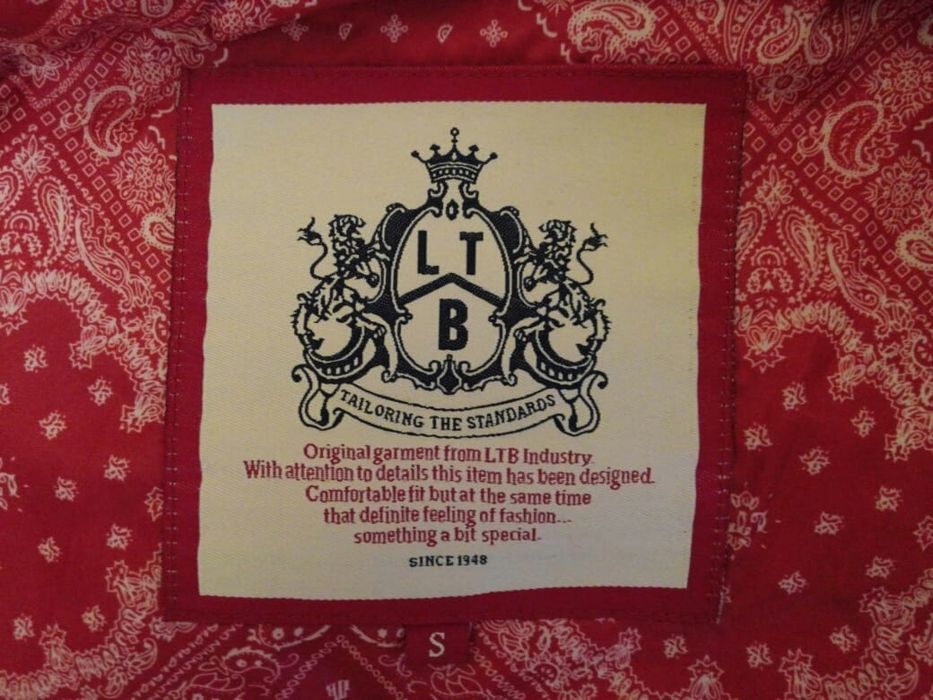 L T
B
TAILORING THE STANDARDS
Original garment from LTB Industry.
With attention to details this item has been designed.
Comfortable fit but at the same time
that definite feeling of fashion...
something a bit special.
SINCE 1948
S